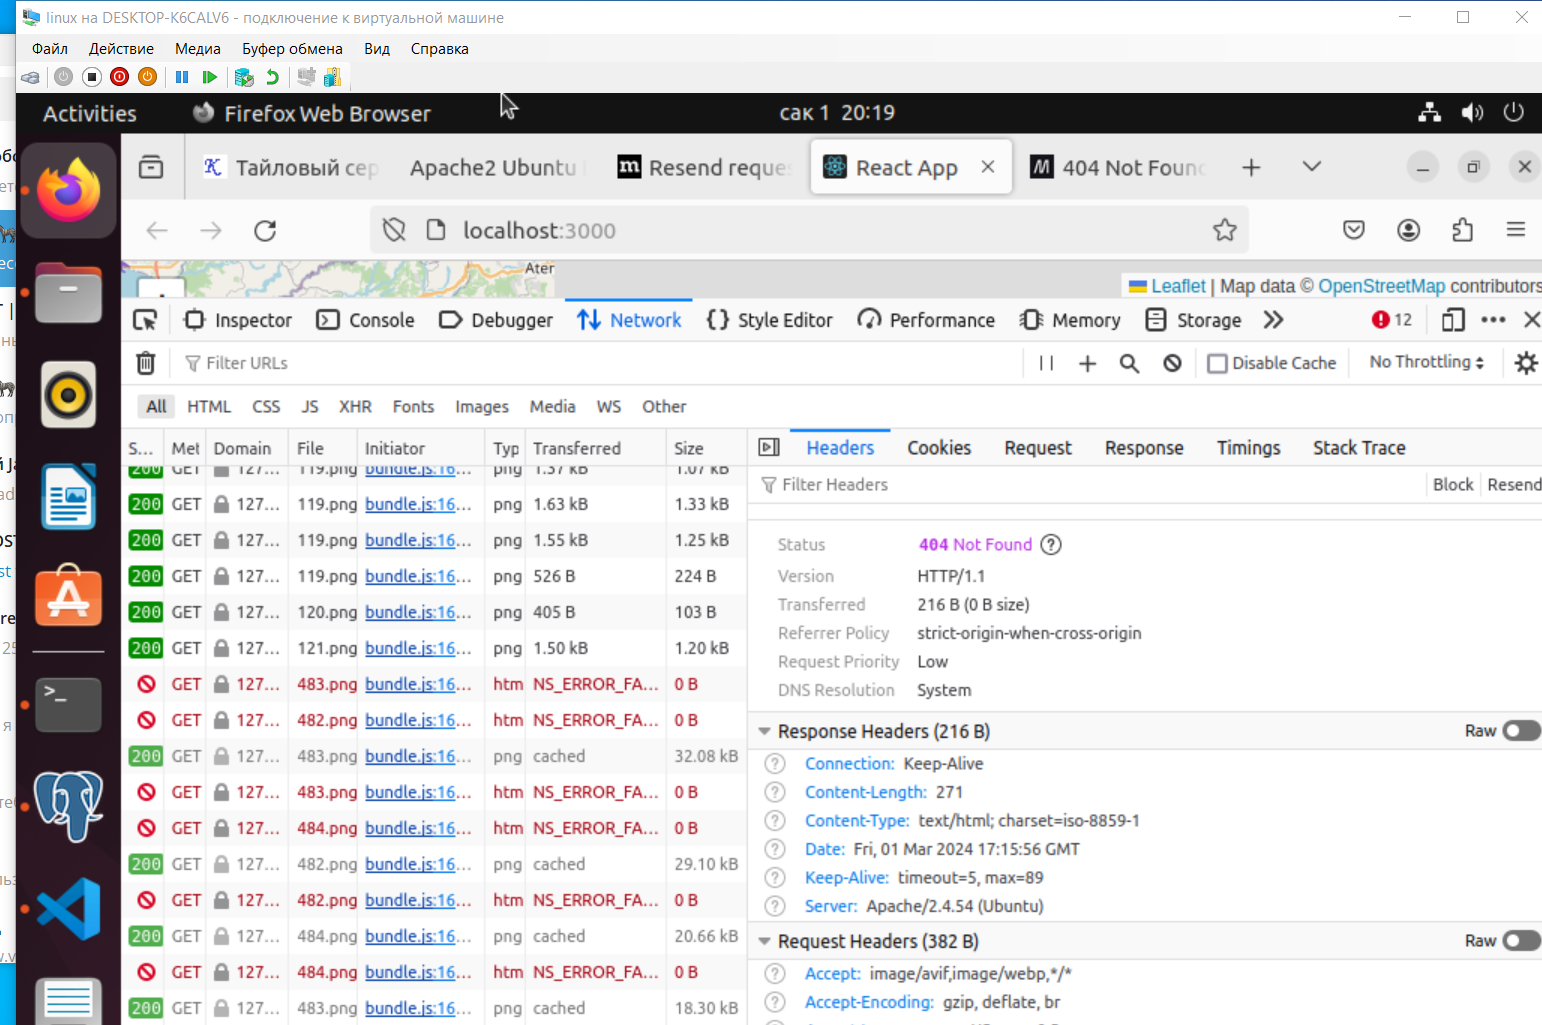 linux на DESKTOP-K6CALV6 - подключение к виртуальной машине
Файл Действие Медиа Буфер обмена Вид Справка
Activities Firefox Web Browser сак 1 20:19
Тайловый сер Apache2 Ubuntu Resend reques React App 404 Not Found
localhost:3000
Ater
Leaflet | Map data © OpenStreetMap contributors
Inspector Console Debugger Network Style Editor Performance Memory Storage 12
Filter URLs Disable Cache No Throttling
All HTML CSS JS XHR Fonts Images Media WS Other
S... Met Domain File Initiator Typ Transferred Size
200 GET 127... 119.png bundle.js:16... png 1.37 kB 1.07 kB
200 GET 127... 119.png bundle.js:16... png 1.63 kB 1.33 kB
200 GET 127... 119.png bundle.js:16... png 1.55 kB 1.25 kB
200 GET 127... 119.png bundle.js:16... png 526 B 224 B
200 GET 127... 120.png bundle.js:16... png 405 B 103 B
200 GET 127... 121.png bundle.js:16... png 1.50 kB 1.20 kB
GET 127... 483.png bundle.js:16... htm NS_ERROR_FA... 0 B
GET 127... 482.png bundle.js:16... htm NS_ERROR_FA... 0 B
200 GET 127... 483.png bundle.js:16... png cached 32.08 kB
GET 127... 483.png bundle.js:16... htm NS_ERROR_FA... 0 B
GET 127... 484.png bundle.js:16... htm NS_ERROR_FA... 0 B
200 GET 127... 482.png bundle.js:16... png cached 29.10 kB
GET 127... 482.png bundle.js:16... htm NS_ERROR_FA... 0 B
200 GET 127... 484.png bundle.js:16... png cached 20.66 kB
GET 127... 484.png bundle.js:16... htm NS_ERROR_FA... 0 B
200 GET 127... 483.png bundle.js:16... png cached 18.30 kB
Headers Cookies Request Response Timings Stack Trace
Filter Headers Block Resend
Status 404 Not Found
Version HTTP/1.1
Transferred 216 B (0 B size)
Referrer Policy strict-origin-when-cross-origin
Request Priority Low
DNS Resolution System
Response Headers (216 B) Raw
Connection: Keep-Alive
Content-Length: 271
Content-Type: text/html; charset=iso-8859-1
Date: Fri, 01 Mar 2024 17:15:56 GMT
Keep-Alive: timeout=5, max=89
Server: Apache/2.4.54 (Ubuntu)
Request Headers (382 B) Raw
Accept: image/avif,image/webp,*/*
Accept-Encoding: gzip, deflate, br